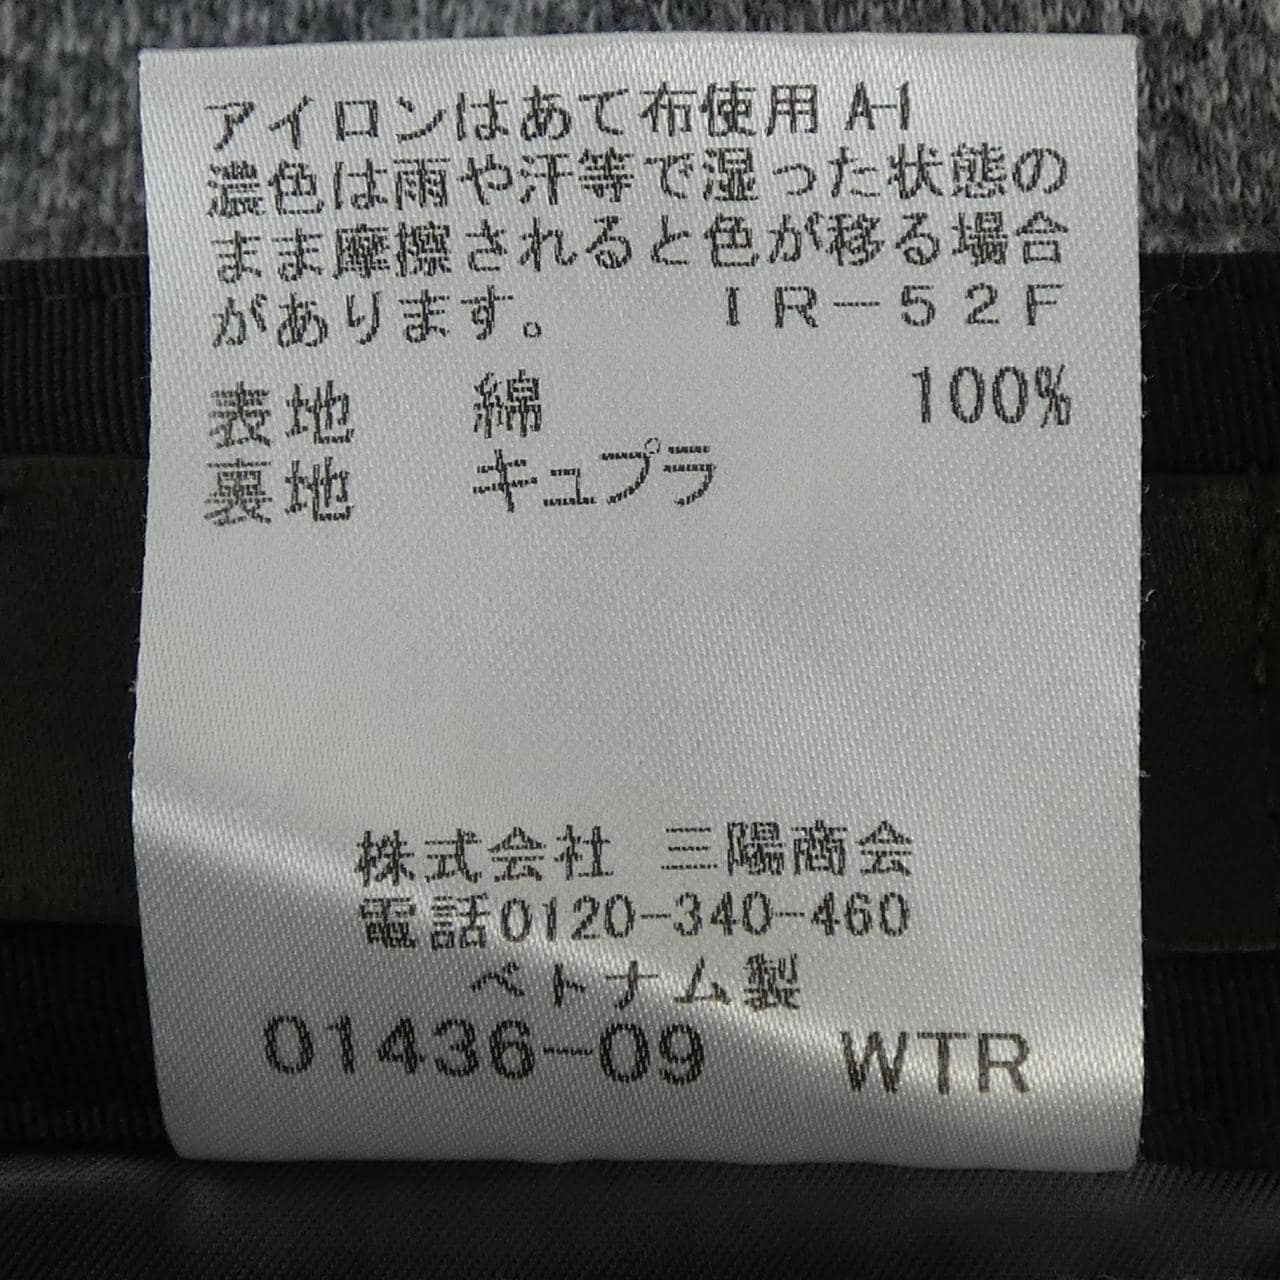 アイロンはあて布使用 A-1
濃色は雨や汗等で湿った状態の
まま摩擦されると色が移る場合
があります。 IR-52F
表地 綿 100%
裏地 キュプラ
株式会社 三陽商会
電話0120-340-460
ベトナム製
01436-09 WTR